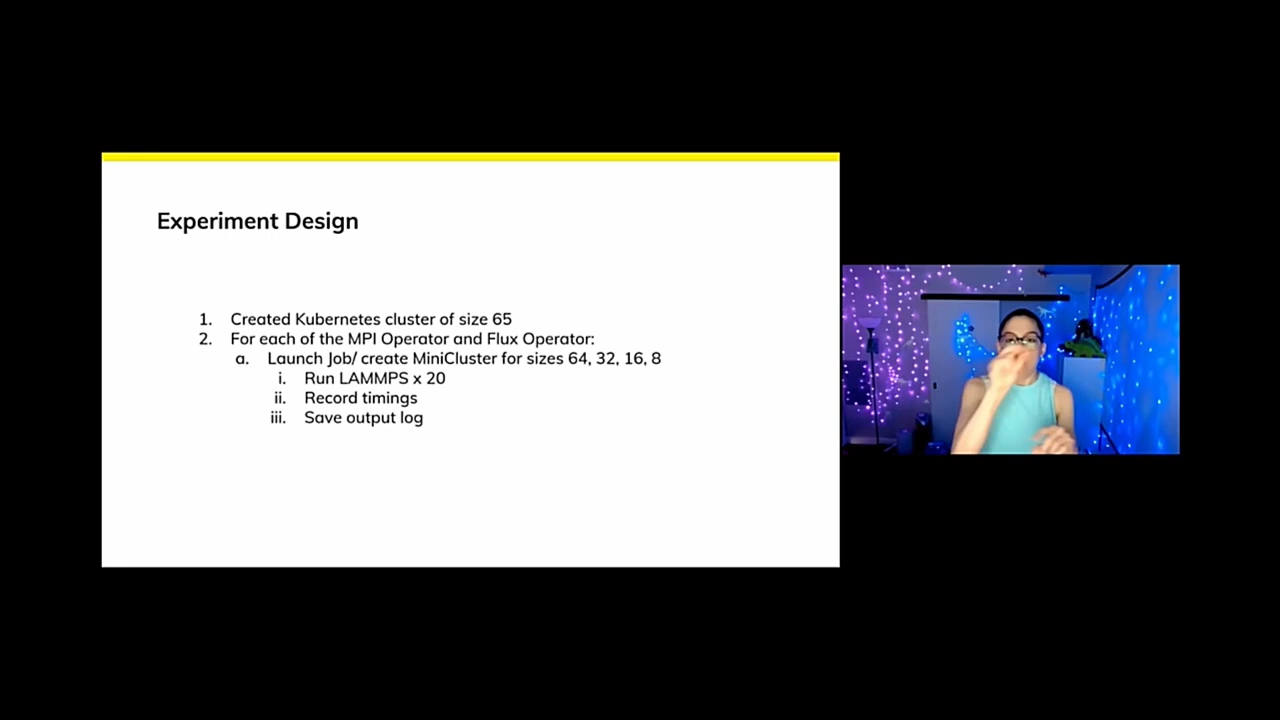 Experiment Design
1. Created Kubernetes cluster of size 65
2. For each of the MPI Operator and Flux Operator:
a. Launch Job/ create MiniCluster for sizes 64, 32, 16, 8
i. Run LAMMPS x 20
ii. Record timings
iii. Save output log